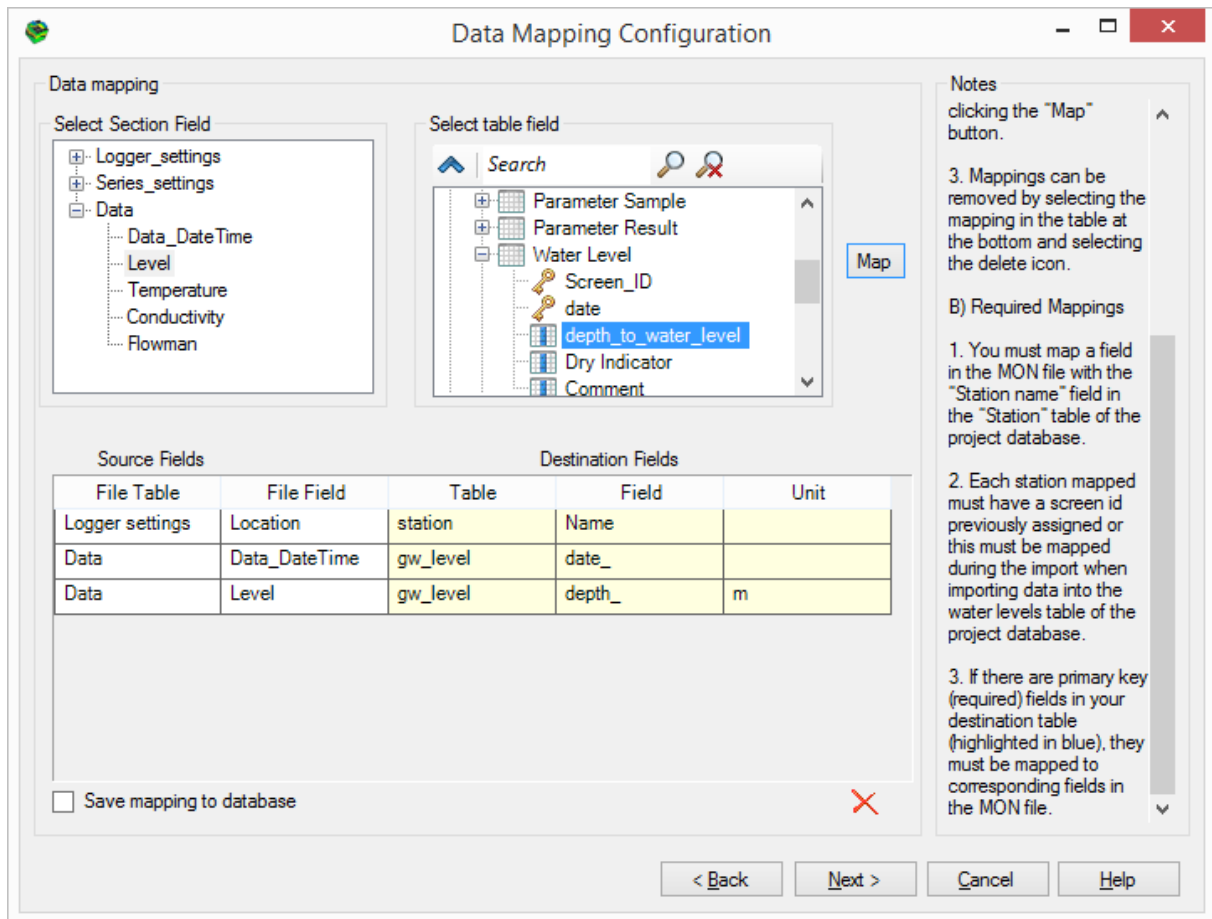 Data Mapping Configuration
Data mapping
Select Section Field
Logger_settings
Series_settings
Data
Data_DateTime
Level
Temperature
Conductivity
Flowman
Select table field
Search
Parameter Sample
Parameter Result
Water Level
Screen_ID
date
depth_to_water_level
Dry Indicator
Comment
Map
Source Fields Destination Fields
File Table File Field Table Field Unit
Logger settings Location station Name
Data Data_DateTime gw_level date_
Data Level gw_level depth_ m
Save mapping to database
Notes
clicking the "Map"
button.
3. Mappings can be
removed by selecting the
mapping in the table at
the bottom and selecting
the delete icon.
B) Required Mappings
1. You must map a field
in the MON file with the
"Station name" field in
the "Station" table of the
project database.
2. Each station mapped
must have a screen id
previously assigned or
this must be mapped
during the import when
importing data into the
water levels table of the
project database.
3. If there are primary key
(required) fields in your
destination table
(highlighted in blue), they
must be mapped to
corresponding fields in
the MON file.
< Back Next > Cancel Help